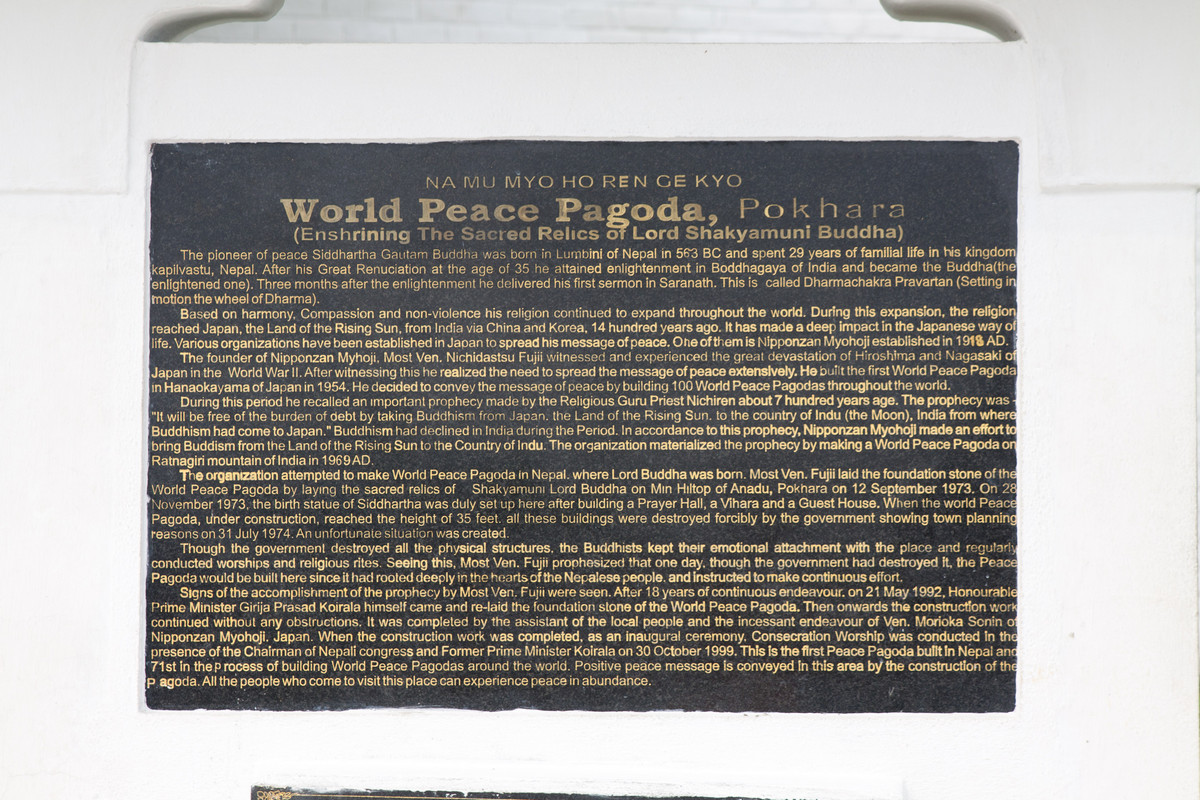 NA MU MYO HO REN GE KYO
World Peace Pagoda, Pokhara
(Enshrining The Sacred Relics of Lord Shakyamuni Buddha)
The pioneer of peace Siddhartha Gautam Buddha was born in Lumbini of Nepal in 563 BC and spent 29 years of familial life in his kingdom
kapilvastu, Nepal. After his Great Renuciation at the age of 35 he attained enlightenment in Boddhagaya of India and became the Buddha(the
enlightened one). Three months after the enlightenment he delivered his first sermon in Saranath. This is called Dharmachakra Pravartan (Setting in
motion the wheel of Dharma).
Based on harmony, Compassion and non-violence his religion continued to expand throughout the world. During this expansion, the religion
reached Japan, the Land of the Rising Sun, from India via China and Korea, 14 hundred years ago. It has made a deep impact in the Japanese way of
life. Various organizations have been established in Japan to spread his message of peace. One of them is Nipponzan Myohoji established in 1918 AD.
The founder of Nipponzan Myhoji, Most Ven. Nichidastsu Fujii witnessed and experienced the great devastation of Hiroshima and Nagasaki of
Japan in the World War II. After witnessing this he realized the need to spread the message of peace extensively. He built the first World Peace Pagoda
in Hanaokayama of Japan in 1954. He decided to convey the message of peace by building 100 World Peace Pagodas throughout the world.
During this period he recalled an important prophecy made by the Religious Guru Priest Nichiren about 7 hundred years age. The prophecy was -
"It will be free of the burden of debt by taking Buddhism from Japan, the Land of the Rising Sun, to the country of Indu (the Moon), India from where
Buddhism had come to Japan." Buddhism had declined in India during the Period. In accordance to this prophecy, Nipponzan Myohoji made an effort to
bring Buddism from the Land of the Rising Sun to the Country of Indu. The organization materialized the prophecy by making a World Peace Pagoda on
Ratnagiri mountain of India in 1969 AD.
The organization attempted to make World Peace Pagoda in Nepal, where Lord Buddha was born. Most Ven. Fujii laid the foundation stone of the
World Peace Pagoda by laying the sacred relics of Shakyamuni Lord Buddha on Min Hiltop of Anadu, Pokhara on 12 September 1973. On 28
November 1973, the birth statue of Siddhartha was duly set up here after building a Prayer Hall, a Vihara and a Guest House. When the world Peace
Pagoda, under construction, reached the height of 35 feet, all these buildings were destroyed forcibly by the government showing town planning
reasons on 31 July 1974. An unfortunate situation was created.
Though the government destroyed all the physical structures, the Buddhists kept their emotional attachment with the place and regularly
conducted worships and religious rites. Seeing this, Most Ven. Fujii prophesized that one day, though the government had destroyed it, the Peace
Pagoda would be built here since it had rooted deeply in the hearts of the Nepalese people, and instructed to make continuous effort.
Signs of the accomplishment of the prophecy by Most Ven. Fujii were seen. After 18 years of continuous endeavour, on 21 May 1992, Honourable
Prime Minister Girija Prasad Koirala himself came and re-laid the foundation stone of the World Peace Pagoda. Then onwards the construction work
continued without any obstructions. It was completed by the assistant of the local people and the incessant endeavour of Ven. Morioka Sonin of
Nipponzan Myohoji, Japan. When the construction work was completed, as an inaugural ceremony, Consecration Worship was conducted in the
presence of the Chairman of Nepali congress and Former Prime Minister Koirala on 30 October 1999. This is the first Peace Pagoda built in Nepal and
71st in the process of building World Peace Pagodas around the world. Positive peace message is conveyed in this area by the construction of the
P agoda. All the people who come to visit this place can experience peace in abundance.